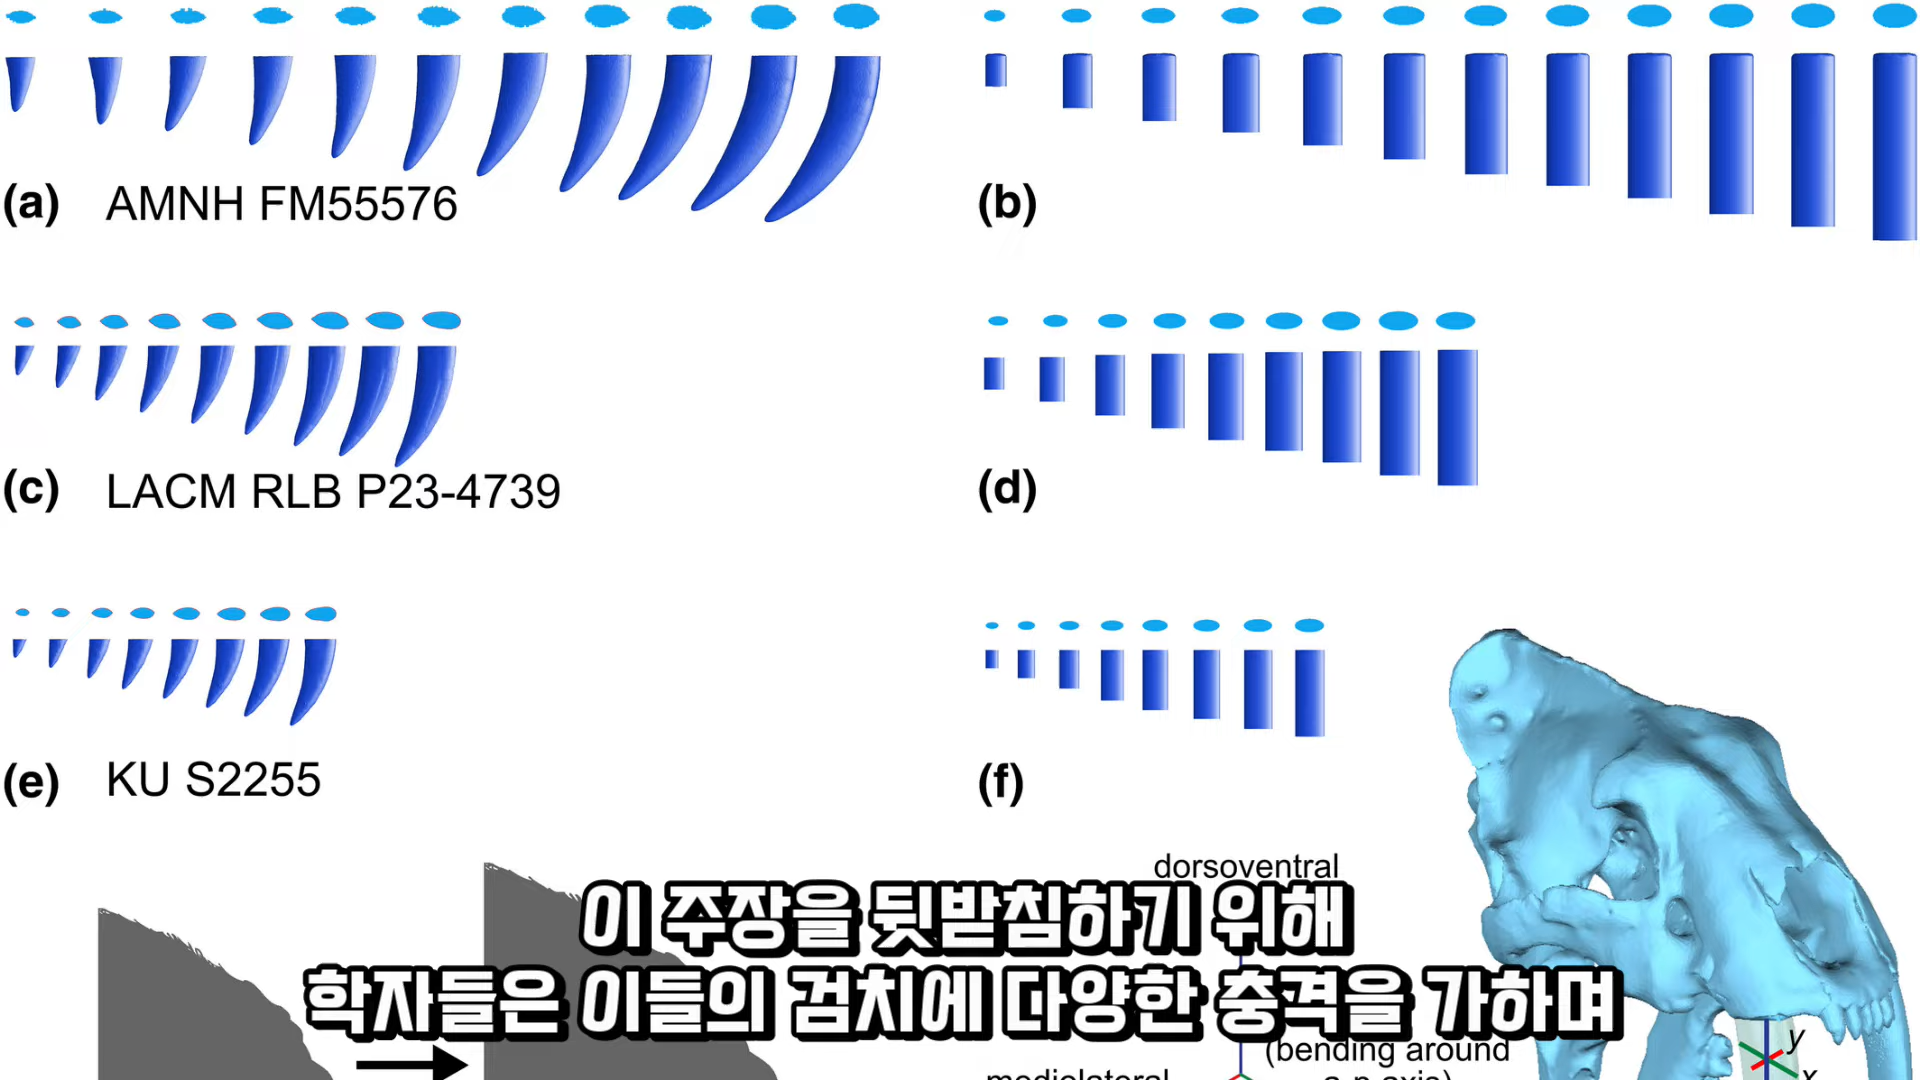 (a) AMNH FM55576
(b)
(c) LACM RLB P23-4739
(d)
(e) KU S2255
(f)
dorsoventral
이 주장을 뒷받침하기 위해
학자들은 이들의 검치에 다양한 충격을 가하며
(bending around
a-p axis)
mediolateral
y
x